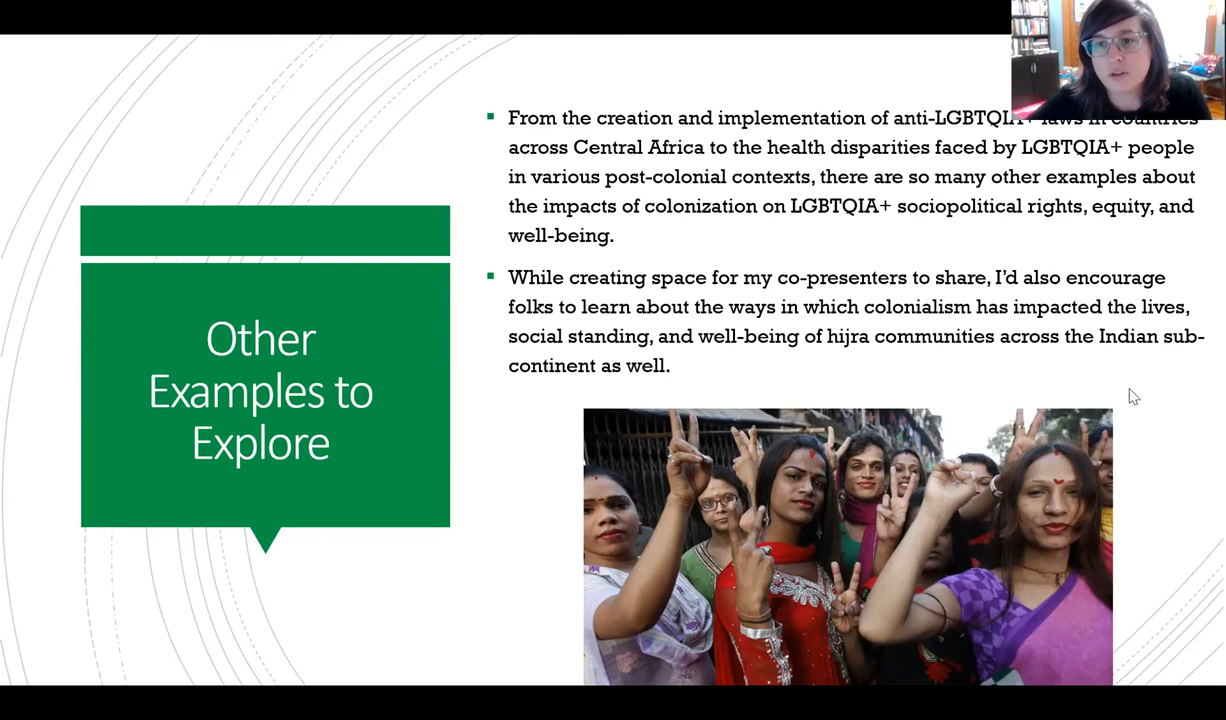 Other
Examples to
Explore
From the creation and implementation of anti-LGBTQIA+ laws in countries
across Central Africa to the health disparities faced by LGBTQIA+ people
in various post-colonial contexts, there are so many other examples about
the impacts of colonization on LGBTQIA+ sociopolitical rights, equity, and
well-being.
While creating space for my co-presenters to share, I'd also encourage
folks to learn about the ways in which colonialism has impacted the lives,
social standing, and well-being of hijra communities across the Indian sub-
continent as well.